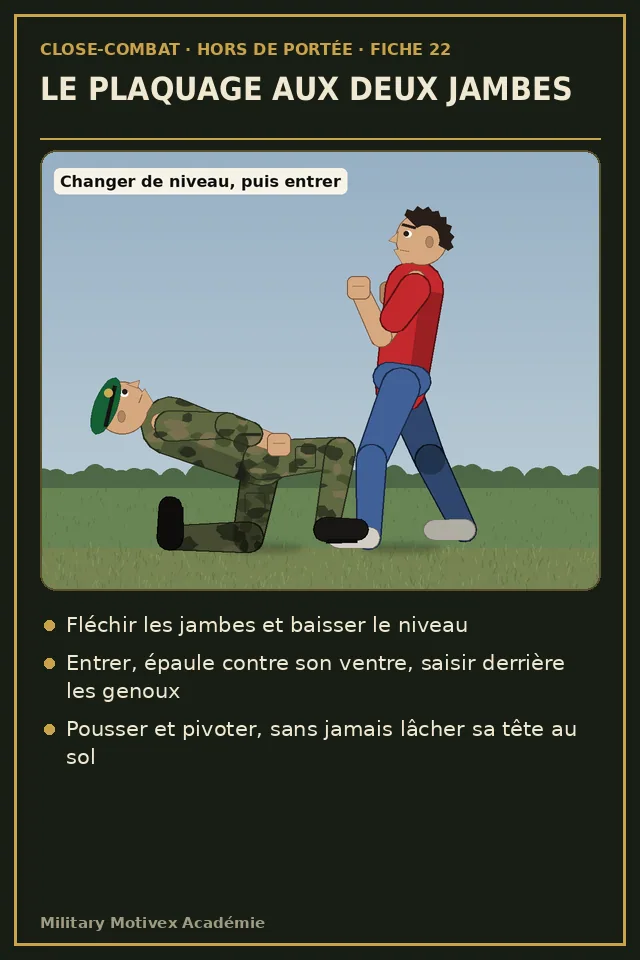 CLOSE-COMBAT · HORS DE PORTÉE · FICHE 22
LE PLAQUAGE AUX DEUX JAMBES
Changer de niveau, puis entrer
Fléchir les jambes et baisser le niveau
Entrer, épaule contre son ventre, saisir derrière
les genoux
Pousser et pivoter, sans jamais lâcher sa tête au
sol
Military Motivex Académie